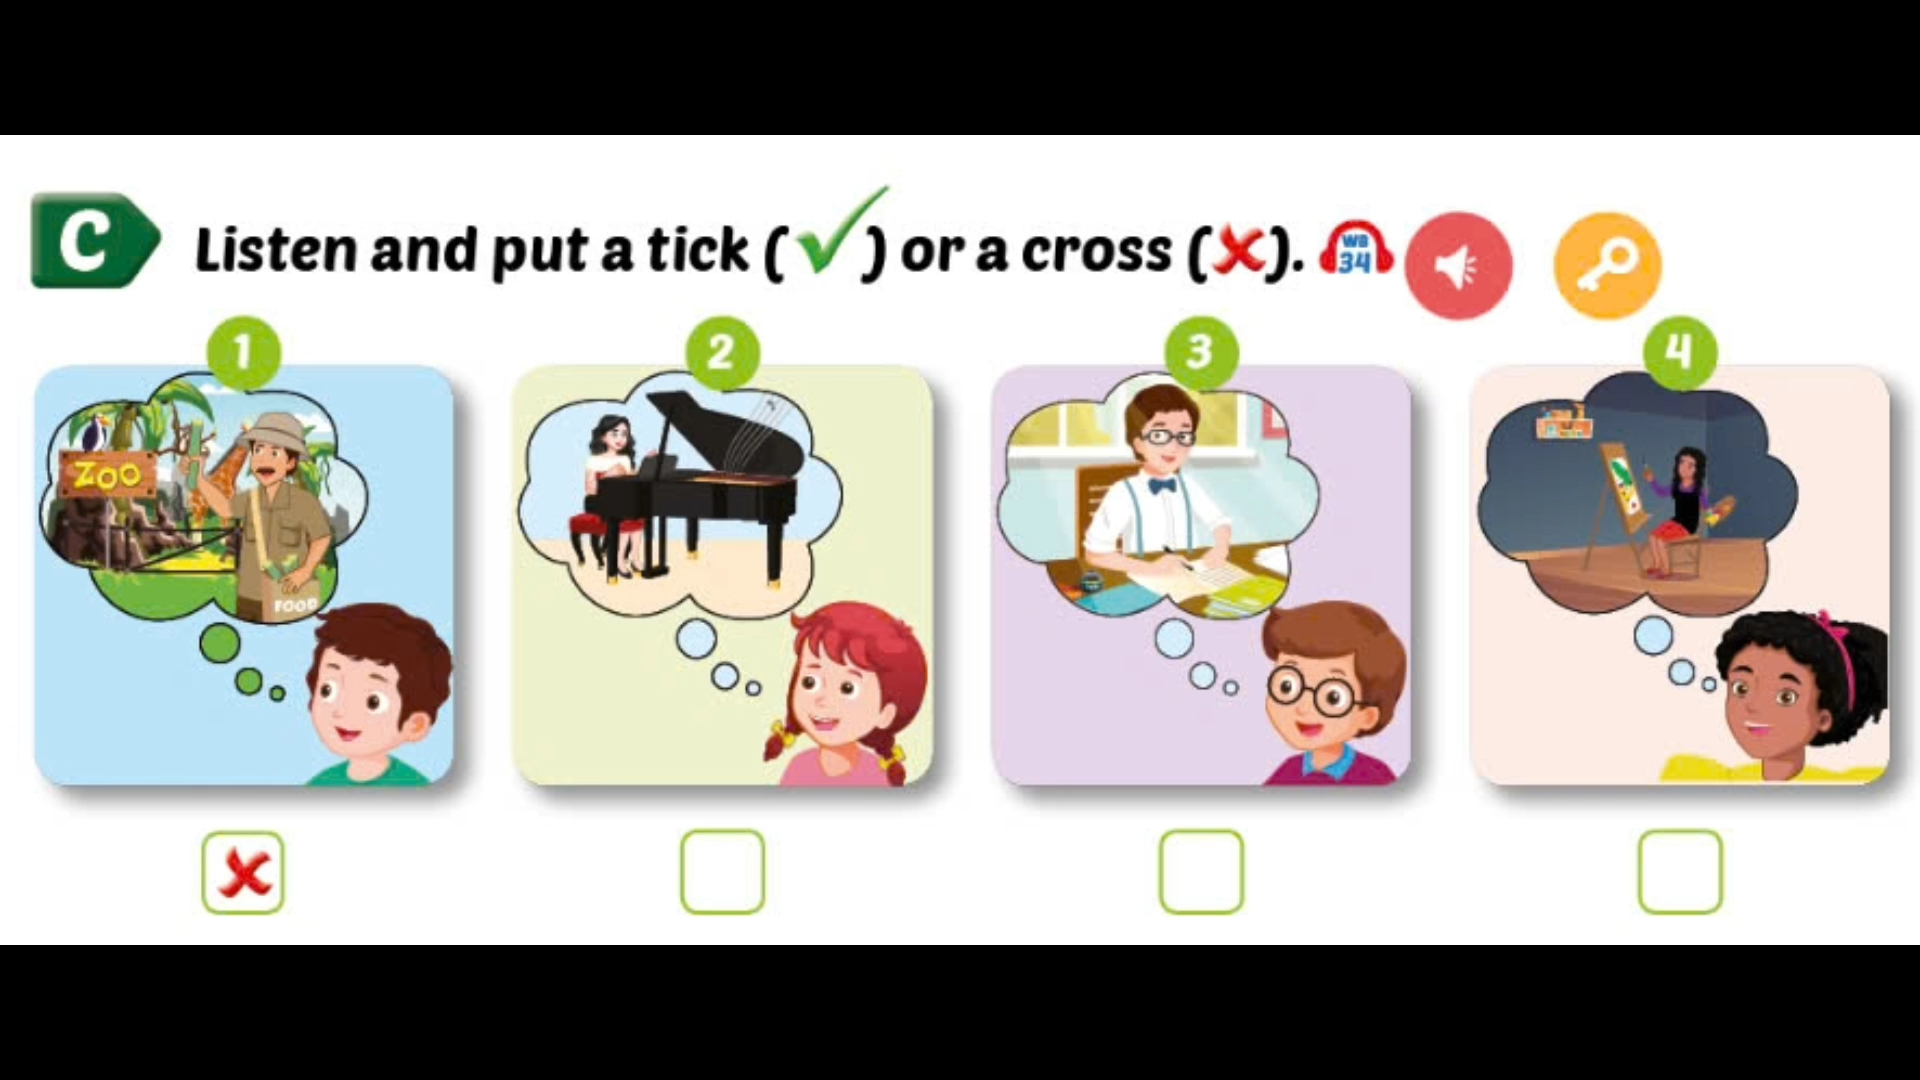 C
Listen and put a tick (✓) or a cross (✗). WB 34
1 2 3 4
ZOO
FOOD